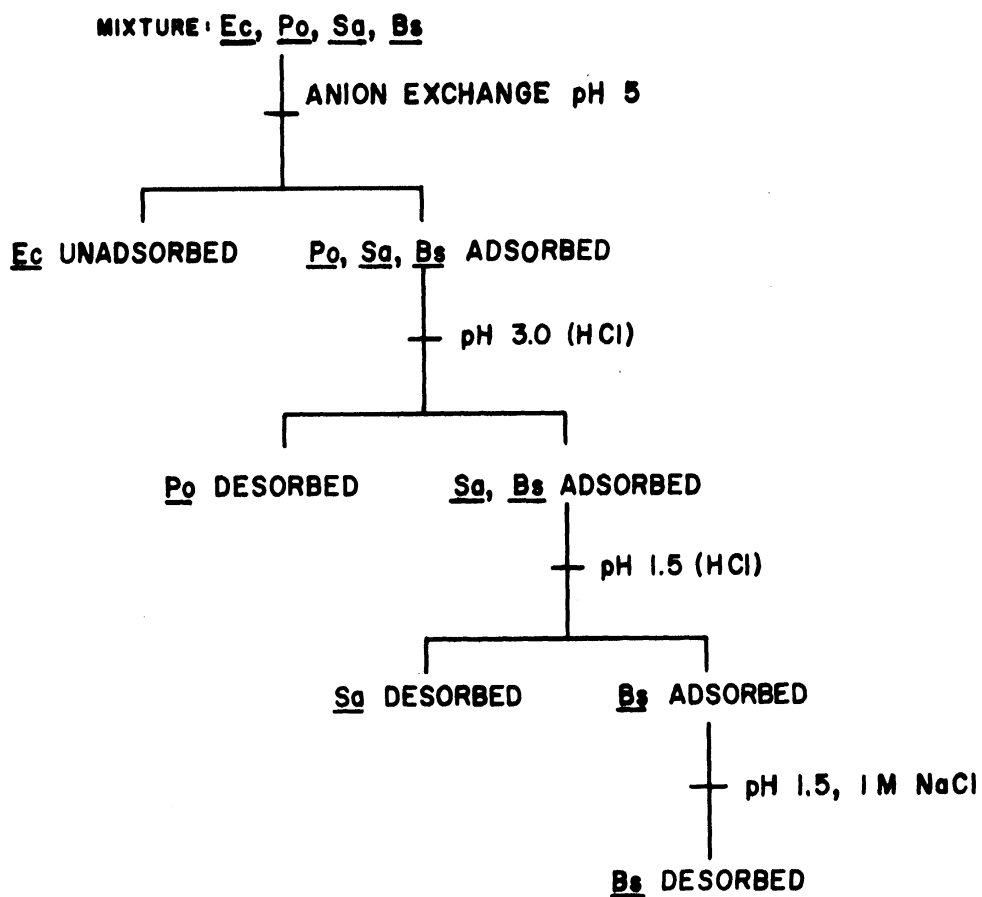 MIXTURE: Ec, Po, Sa, Bs
ANION EXCHANGE pH 5
Ec UNADSORBED
Po, Sa, Bs ADSORBED
pH 3.0 (HCl)
Po DESORBED
Sa, Bs ADSORBED
pH 1.5 (HCl)
Sa DESORBED
Bs ADSORBED
pH 1.5, 1 M NaCl
Bs DESORBED